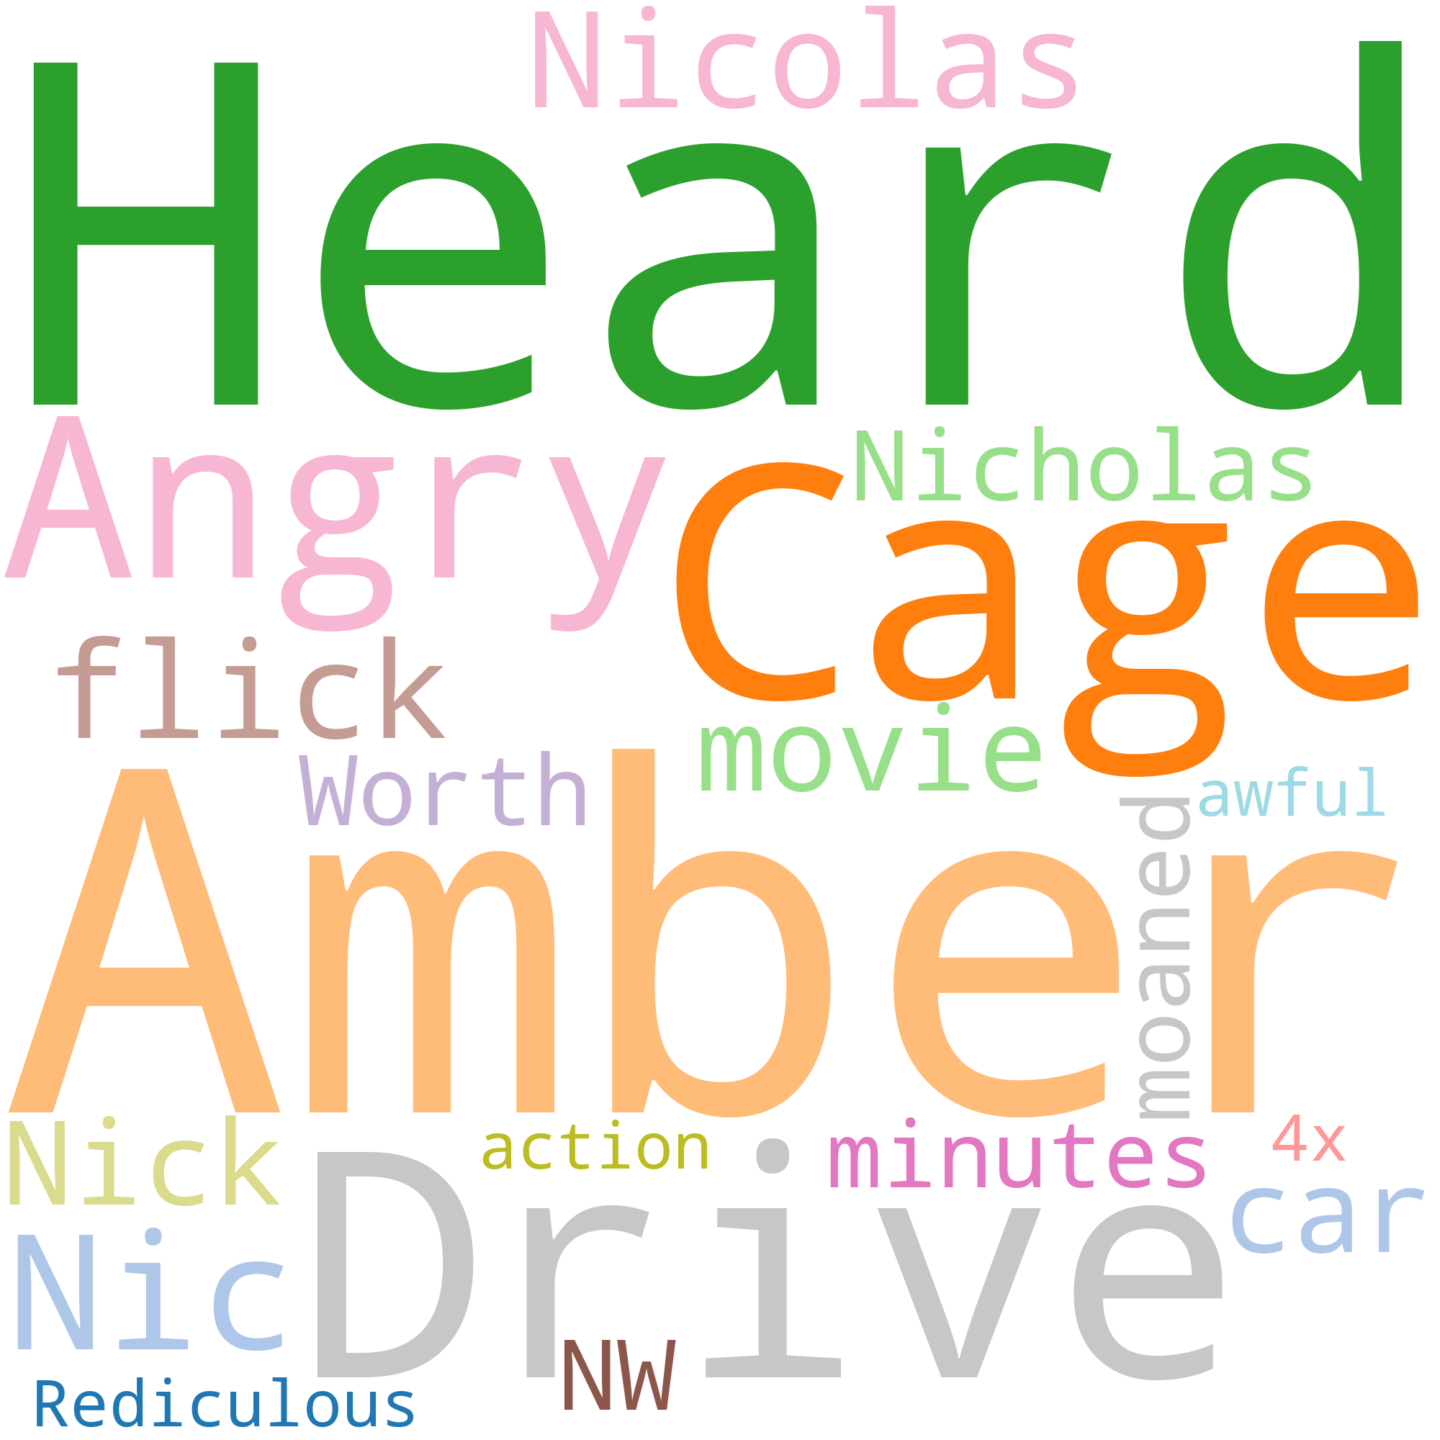 Nicolas
Heard
Angry
Nicholas
Cage
flick
movie
Worth
awful
moaned
Amber
Nick
action
minutes
4x
car
Nic
Drive
NW
Rediculous